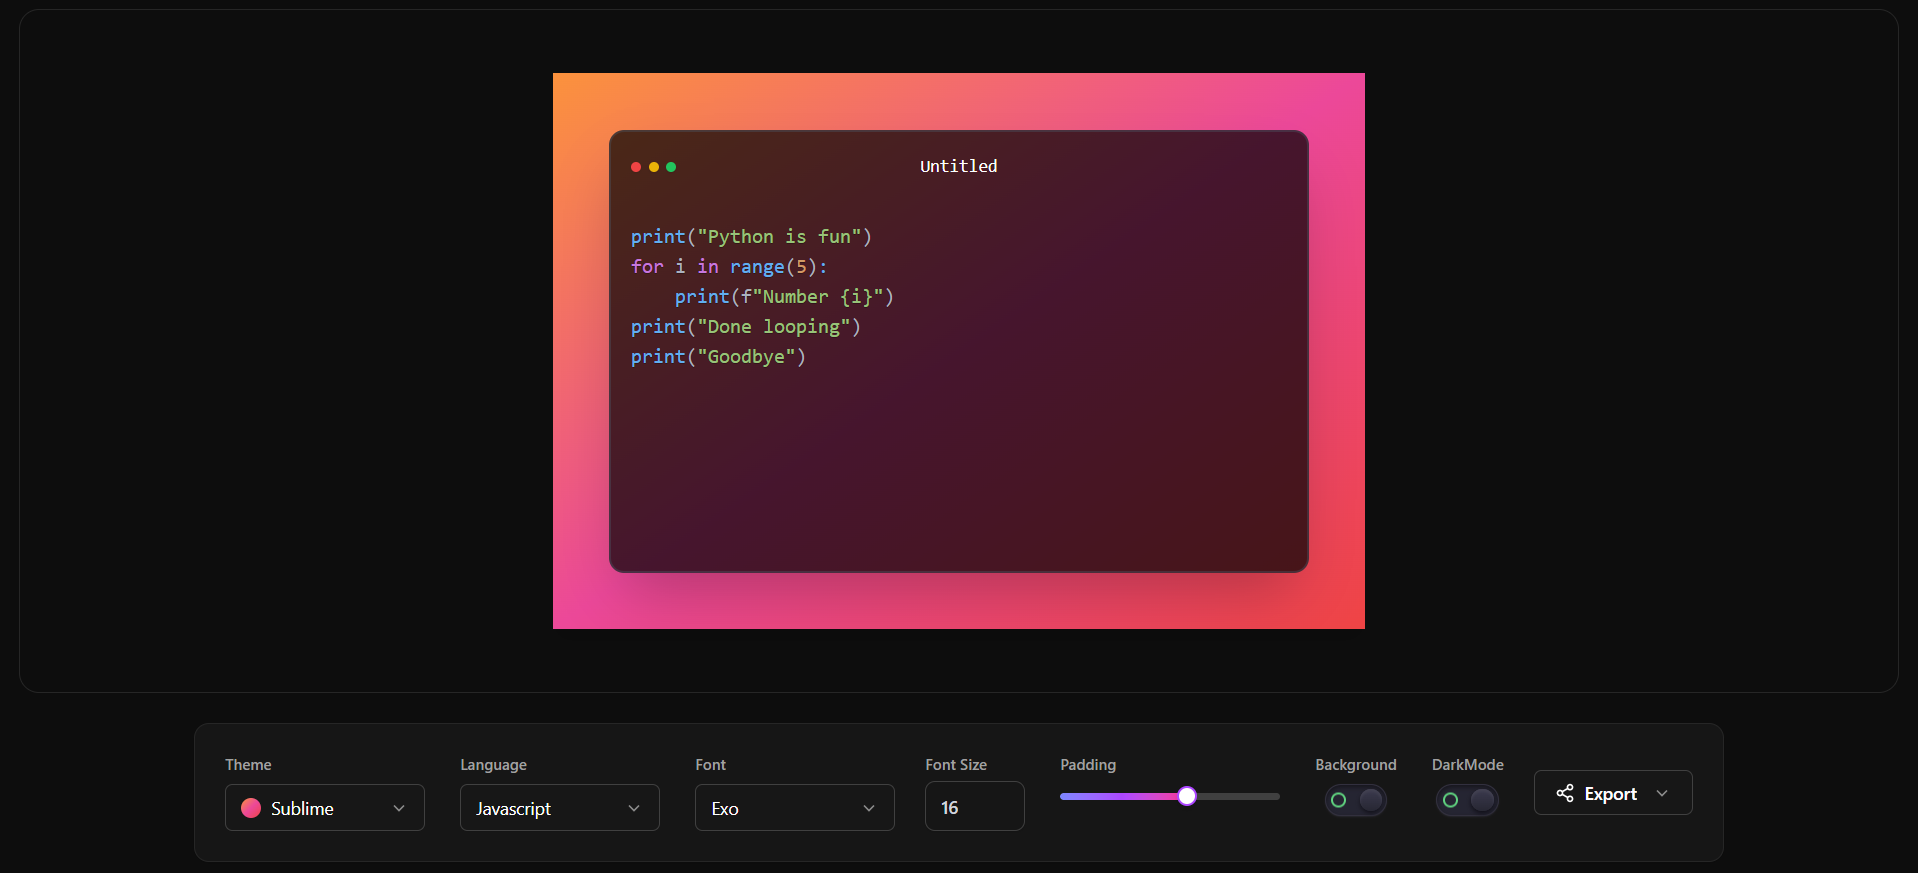 Untitled
print("Python is fun")
for i in range(5):
    print(f"Number {i}")
print("Done looping")
print("Goodbye")
Theme
Language
Font
Font Size
Padding
Background
DarkMode
Sublime
Javascript
Exo
16
Export